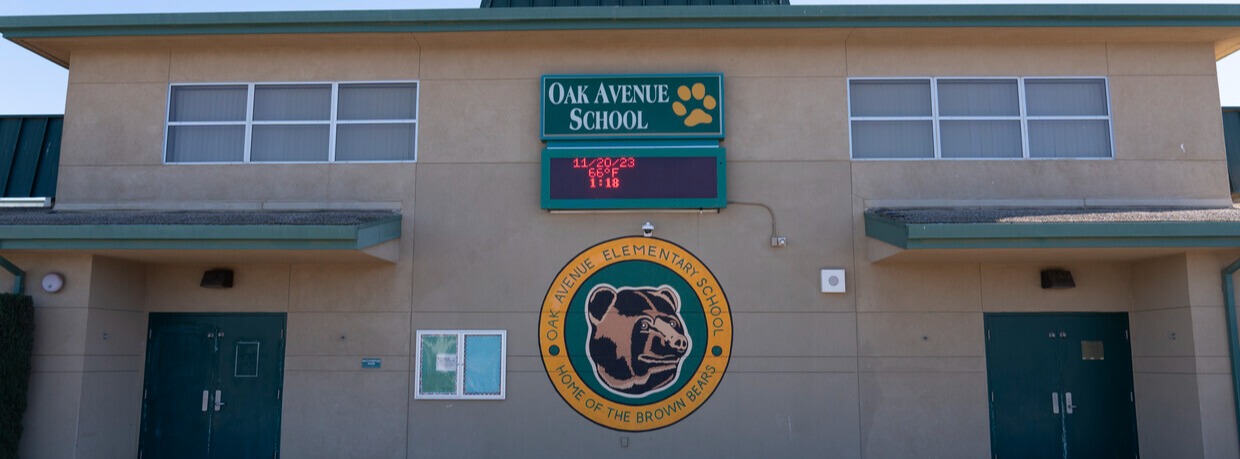 OAK AVENUE
SCHOOL
11/20/23
66°F
1:18
OAK AVENUE ELEMENTARY SCHOOL
HOME OF THE BROWN BEARS